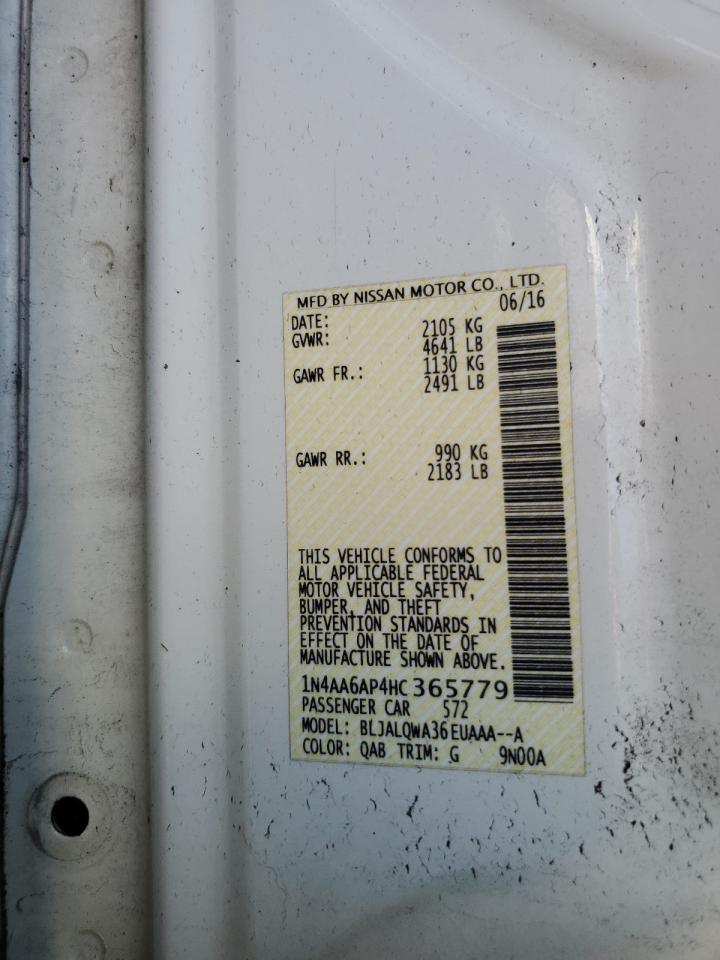 MFD BY NISSAN MOTOR CO., LTD.
DATE: 06/16
GVWR: 2105 KG
4641 LB
GAWR FR.: 1130 KG
2491 LB
GAWR RR.: 990 KG
2183 LB
THIS VEHICLE CONFORMS TO
ALL APPLICABLE FEDERAL
MOTOR VEHICLE SAFETY,
BUMPER, AND THEFT
PREVENTION STANDARDS IN
EFFECT ON THE DATE OF
MANUFACTURE SHOWN ABOVE.
1N4AA6AP4HC365779
PASSENGER CAR 572
MODEL: BLJALQWA36EUAAA--A
COLOR: QAB TRIM: G 9N00A